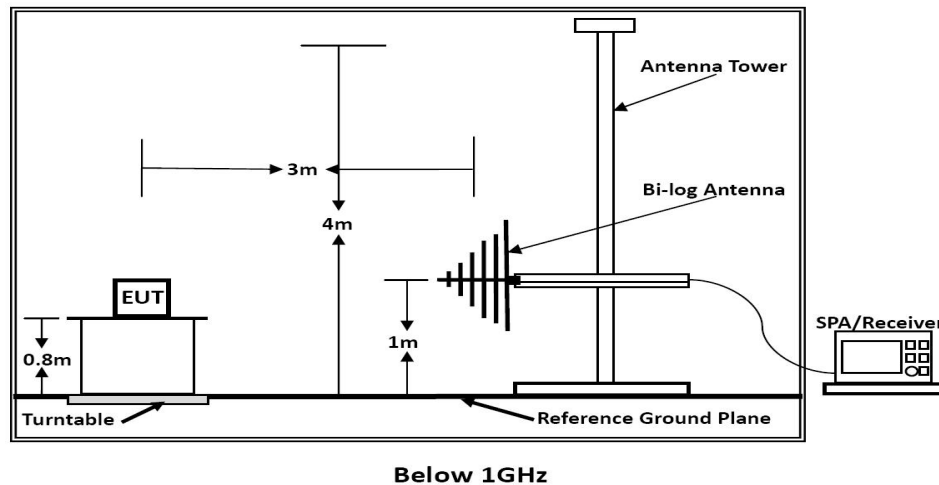 Antenna Tower
3m
Bi-log Antenna
4m
EUT
SPA/Receiver
0.8m
1m
Turntable
Reference Ground Plane
Below 1GHz